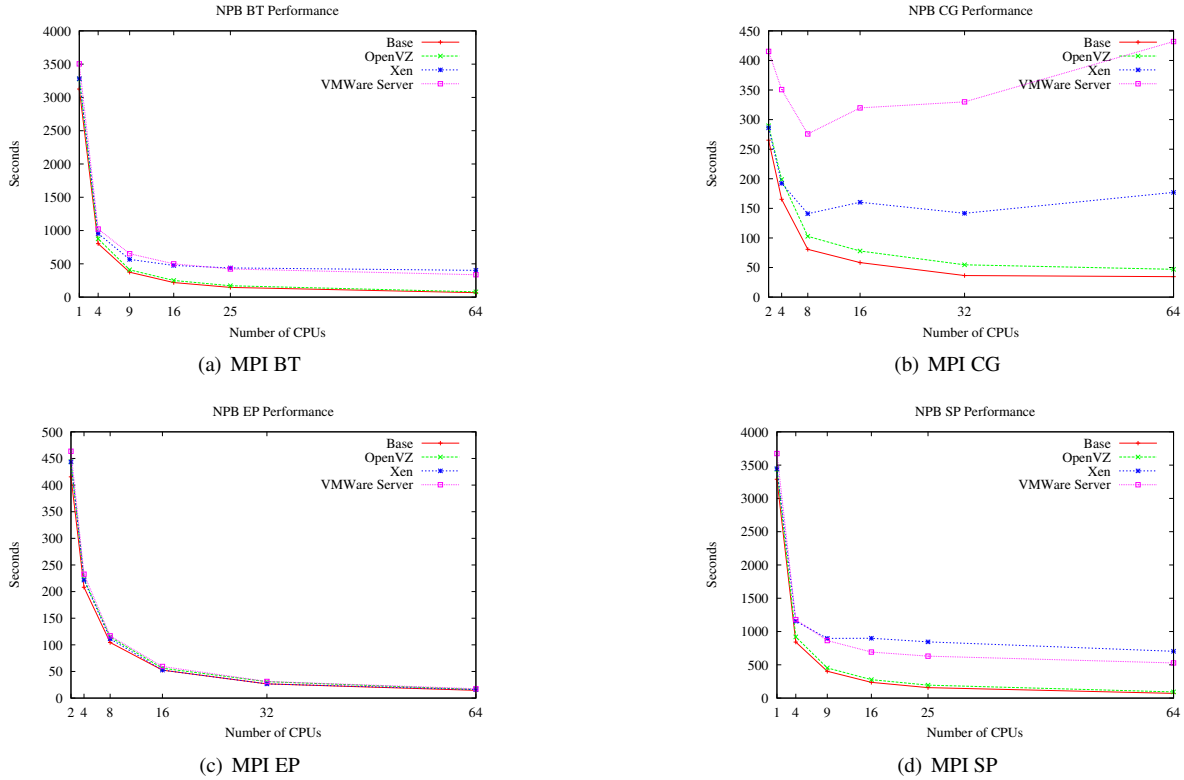 NPB BT Performance
4000
3500
3000
2500
2000
1500
1000
500
0
Seconds
Base
OpenVZ
Xen
VMWare Server
1 4 9 16 25 64
Number of CPUs
(a) MPI BT
NPB CG Performance
450
400
350
300
250
200
150
100
50
0
Seconds
Base
OpenVZ
Xen
VMWare Server
2 4 8 16 32 64
Number of CPUs
(b) MPI CG
NPB EP Performance
500
450
400
350
300
250
200
150
100
50
0
Seconds
Base
OpenVZ
Xen
VMWare Server
2 4 8 16 32 64
Number of CPUs
(c) MPI EP
NPB SP Performance
4000
3500
3000
2500
2000
1500
1000
500
0
Seconds
Base
OpenVZ
Xen
VMWare Server
1 4 9 16 25 64
Number of CPUs
(d) MPI SP